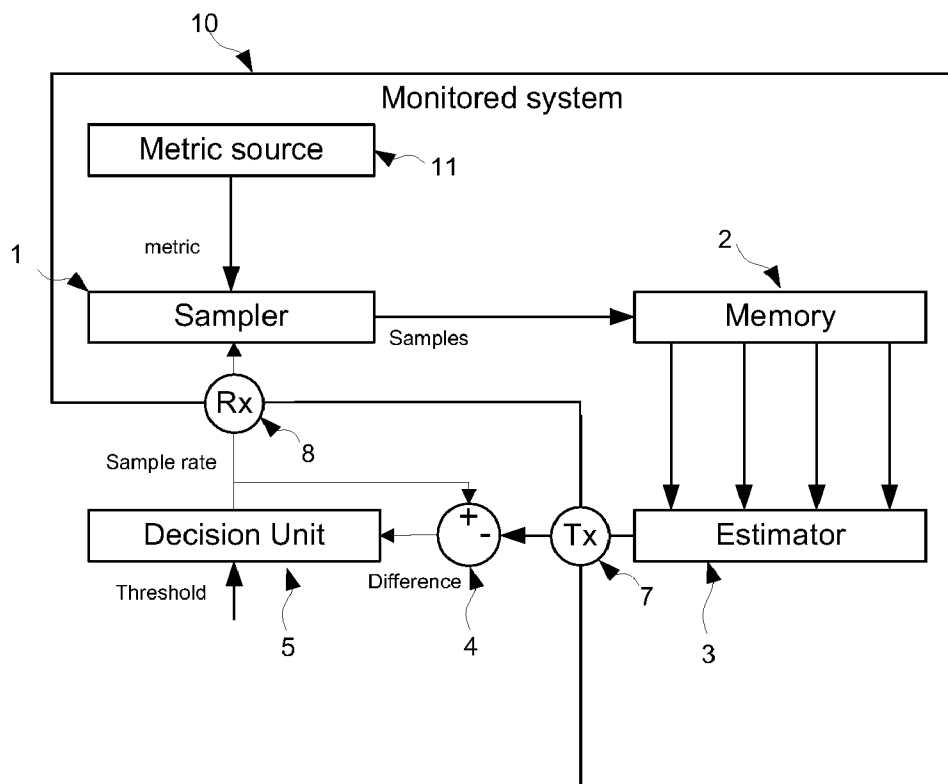 10
Monitored system
Metric source
11
metric
1
2
Sampler
Samples
Memory
Rx
8
Sample rate
+
-
Decision Unit
Tx
Estimator
Difference
Threshold
7
5
4
3